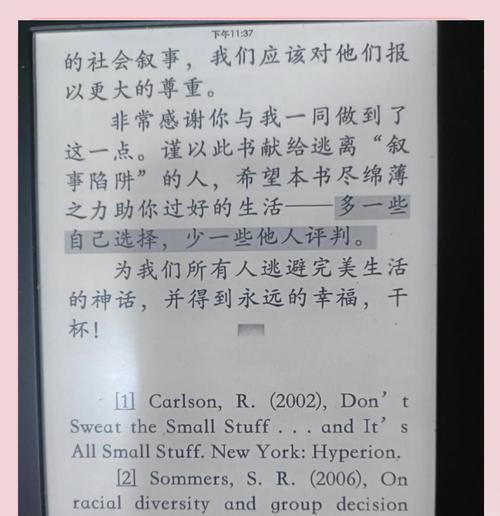 下午11:37
的社会叙事，我们应该对他们报
以更大的尊重。
非常感谢你与我一同做到了
这一点。谨以此书献给逃离“叙
事陷阱”的人，希望本书尽绵薄
之力助你过好的生活——多一些
自己选择，少一些他人评判。
为我们所有人逃避完美生活
的神话，并得到永远的幸福，干
杯！
[1] Carlson, R. (2002), Don’t
Sweat the Small Stuff . . . and It’s
All Small Stuff. New York: Hyperion.
[2] Sommers, S. R. (2006), On
racial diversity and group decision